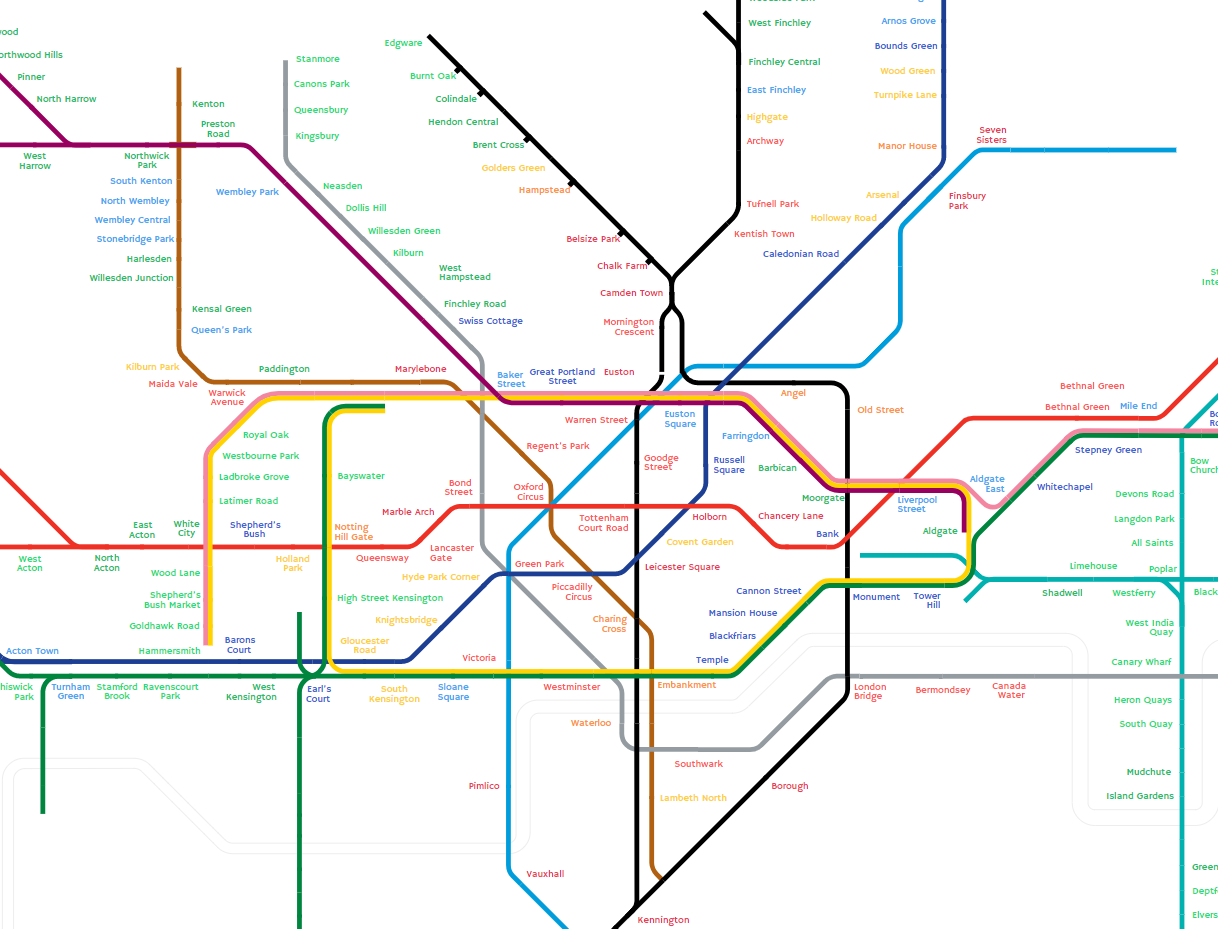 West Finchley
Arnos Grove
Edgware
Bounds Green
Northwood Hills
Stanmore
Finchley Central
Pinner
Burnt Oak
Wood Green
Canons Park
East Finchley
North Harrow
Colindale
Turnpike Lane
Kenton
Queensbury
Highgate
Hendon Central
Preston
Road
Kingsbury
Archway
Seven
Sisters
Brent Cross
Manor House
West
Harrow
Northwick
Park
Golders Green
South Kenton
Neasden
Hampstead
Wembley Park
Arsenal
Finsbury
Park
North Wembley
Dollis Hill
Tufnell Park
Holloway Road
Wembley Central
Willesden Green
Kentish Town
Stonebridge Park
Belsize Park
Kilburn
Caledonian Road
Harlesden
West
Hampstead
Chalk Farm
Willesden Junction
Camden Town
Finchley Road
Kensal Green
Swiss Cottage
Mornington
Crescent
Queen's Park
Kilburn Park
Paddington
Marylebone
Baker
Street
Great Portland
Street
Euston
Maida Vale
Warwick
Avenue
Angel
Bethnal Green
Bethnal Green
Mile End
Old Street
Warren Street
Euston
Square
Royal Oak
Regent's Park
Farringdon
Stepney Green
Westbourne Park
Goodge
Street
Russell
Square
Barbican
Bow
Church
Ladbroke Grove
Bayswater
Bond
Street
Oxford
Circus
Aldgate
East
Whitechapel
Devons Road
Latimer Road
Moorgate
Liverpool
Street
Marble Arch
Tottenham
Court Road
Holborn
Chancery Lane
Langdon Park
East
Acton
White
City
Shepherd's
Bush
Notting
Hill Gate
Bank
Aldgate
Covent Garden
All Saints
West
Acton
North
Acton
Holland
Park
Queensway
Lancaster
Gate
Green Park
Leicester Square
Limehouse
Poplar
Wood Lane
Hyde Park Corner
Piccadilly
Circus
Cannon Street
Monument
Tower
Hill
Shadwell
Westferry
Black
Shepherd's
Bush Market
High Street Kensington
Mansion House
Goldhawk Road
Knightsbridge
Charing
Cross
Blackfriars
West India
Quay
Acton Town
Hammersmith
Barons
Court
Gloucester
Road
Victoria
Temple
Canary Wharf
Park
Turnham
Green
Stamford
Brook
Ravenscourt
Park
West
Kensington
Earl's
Court
South
Kensington
Sloane
Square
Westminster
Embankment
London
Bridge
Bermondsey
Canada
Water
Heron Quays
Waterloo
South Quay
Southwark
Mudchute
Pimlico
Lambeth North
Borough
Island Gardens
Vauxhall
Green
Kennington